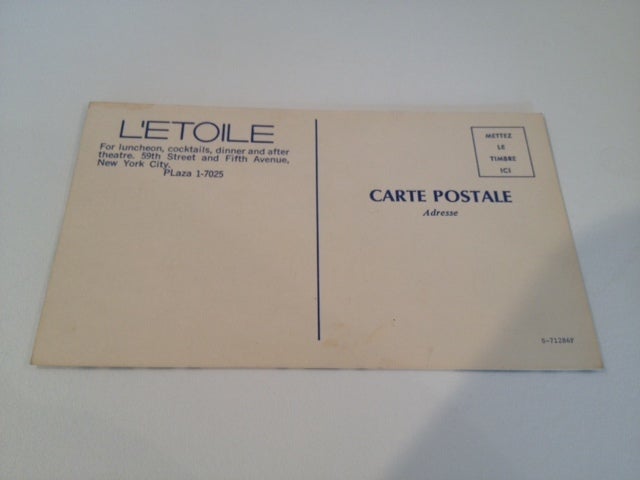 L'ETOILE
For luncheon, cocktails, dinner and after
theatre. 59th Street and Fifth Avenue,
New York City.
PLaza 1-7025
METTEZ
LE
TIMBRE
ICI
CARTE POSTALE
Adresse
S-71286Y